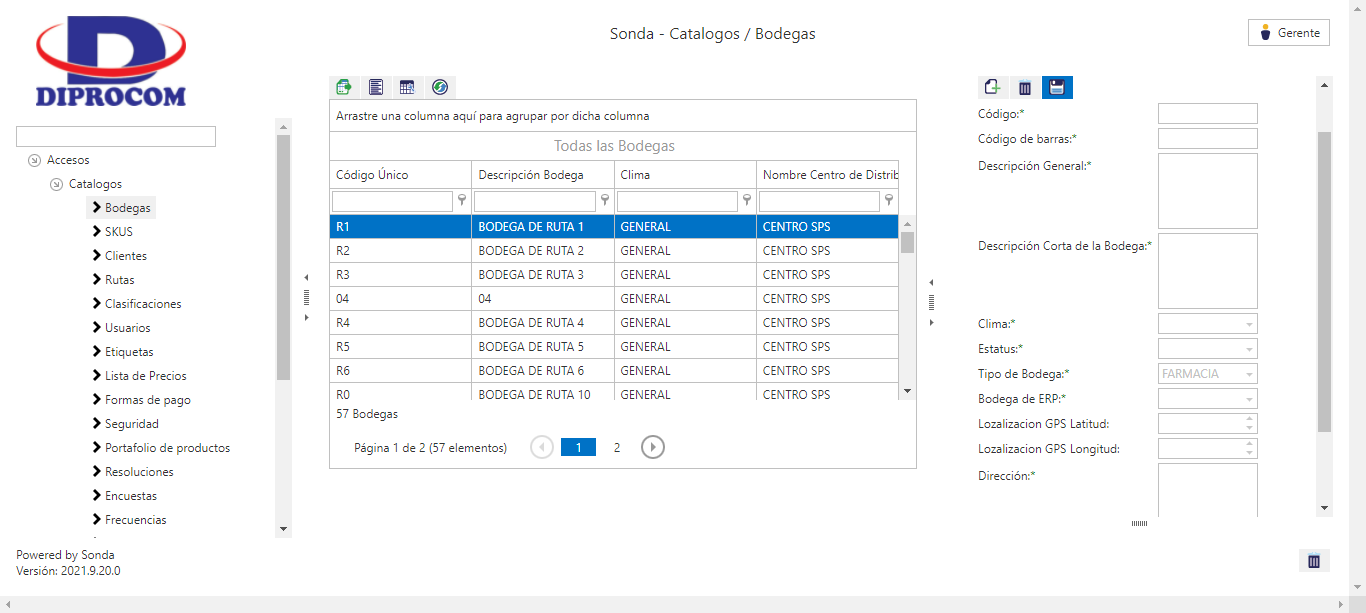 DIPROCOM
Sonda - Catalogos / Bodegas
Gerente
Accesos
Catalogos
Bodegas
SKUS
Clientes
Rutas
Clasificaciones
Usuarios
Etiquetas
Lista de Precios
Formas de pago
Seguridad
Portafolio de productos
Resoluciones
Encuestas
Frecuencias
Powered by Sonda
Versión: 2021.9.20.0
Arrastre una columna aquí para agrupar por dicha columna
Todas las Bodegas
Código Único Descripción Bodega Clima Nombre Centro de Distrib
R1 BODEGA DE RUTA 1 GENERAL CENTRO SPS
R2 BODEGA DE RUTA 2 GENERAL CENTRO SPS
R3 BODEGA DE RUTA 3 GENERAL CENTRO SPS
04 04 GENERAL CENTRO SPS
R4 BODEGA DE RUTA 4 GENERAL CENTRO SPS
R5 BODEGA DE RUTA 5 GENERAL CENTRO SPS
R6 BODEGA DE RUTA 6 GENERAL CENTRO SPS
R0 BODEGA DE RUTA 10 GENERAL CENTRO SPS
57 Bodegas
Página 1 de 2 (57 elementos) 1 2
Código:*
Código de barras:*
Descripción General:*
Descripción Corta de la Bodega:*
Clima:*
Estatus:*
Tipo de Bodega:* FARMACIA
Bodega de ERP:*
Lozalizacion GPS Latitud:
Lozalizacion GPS Longitud:
Dirección:*